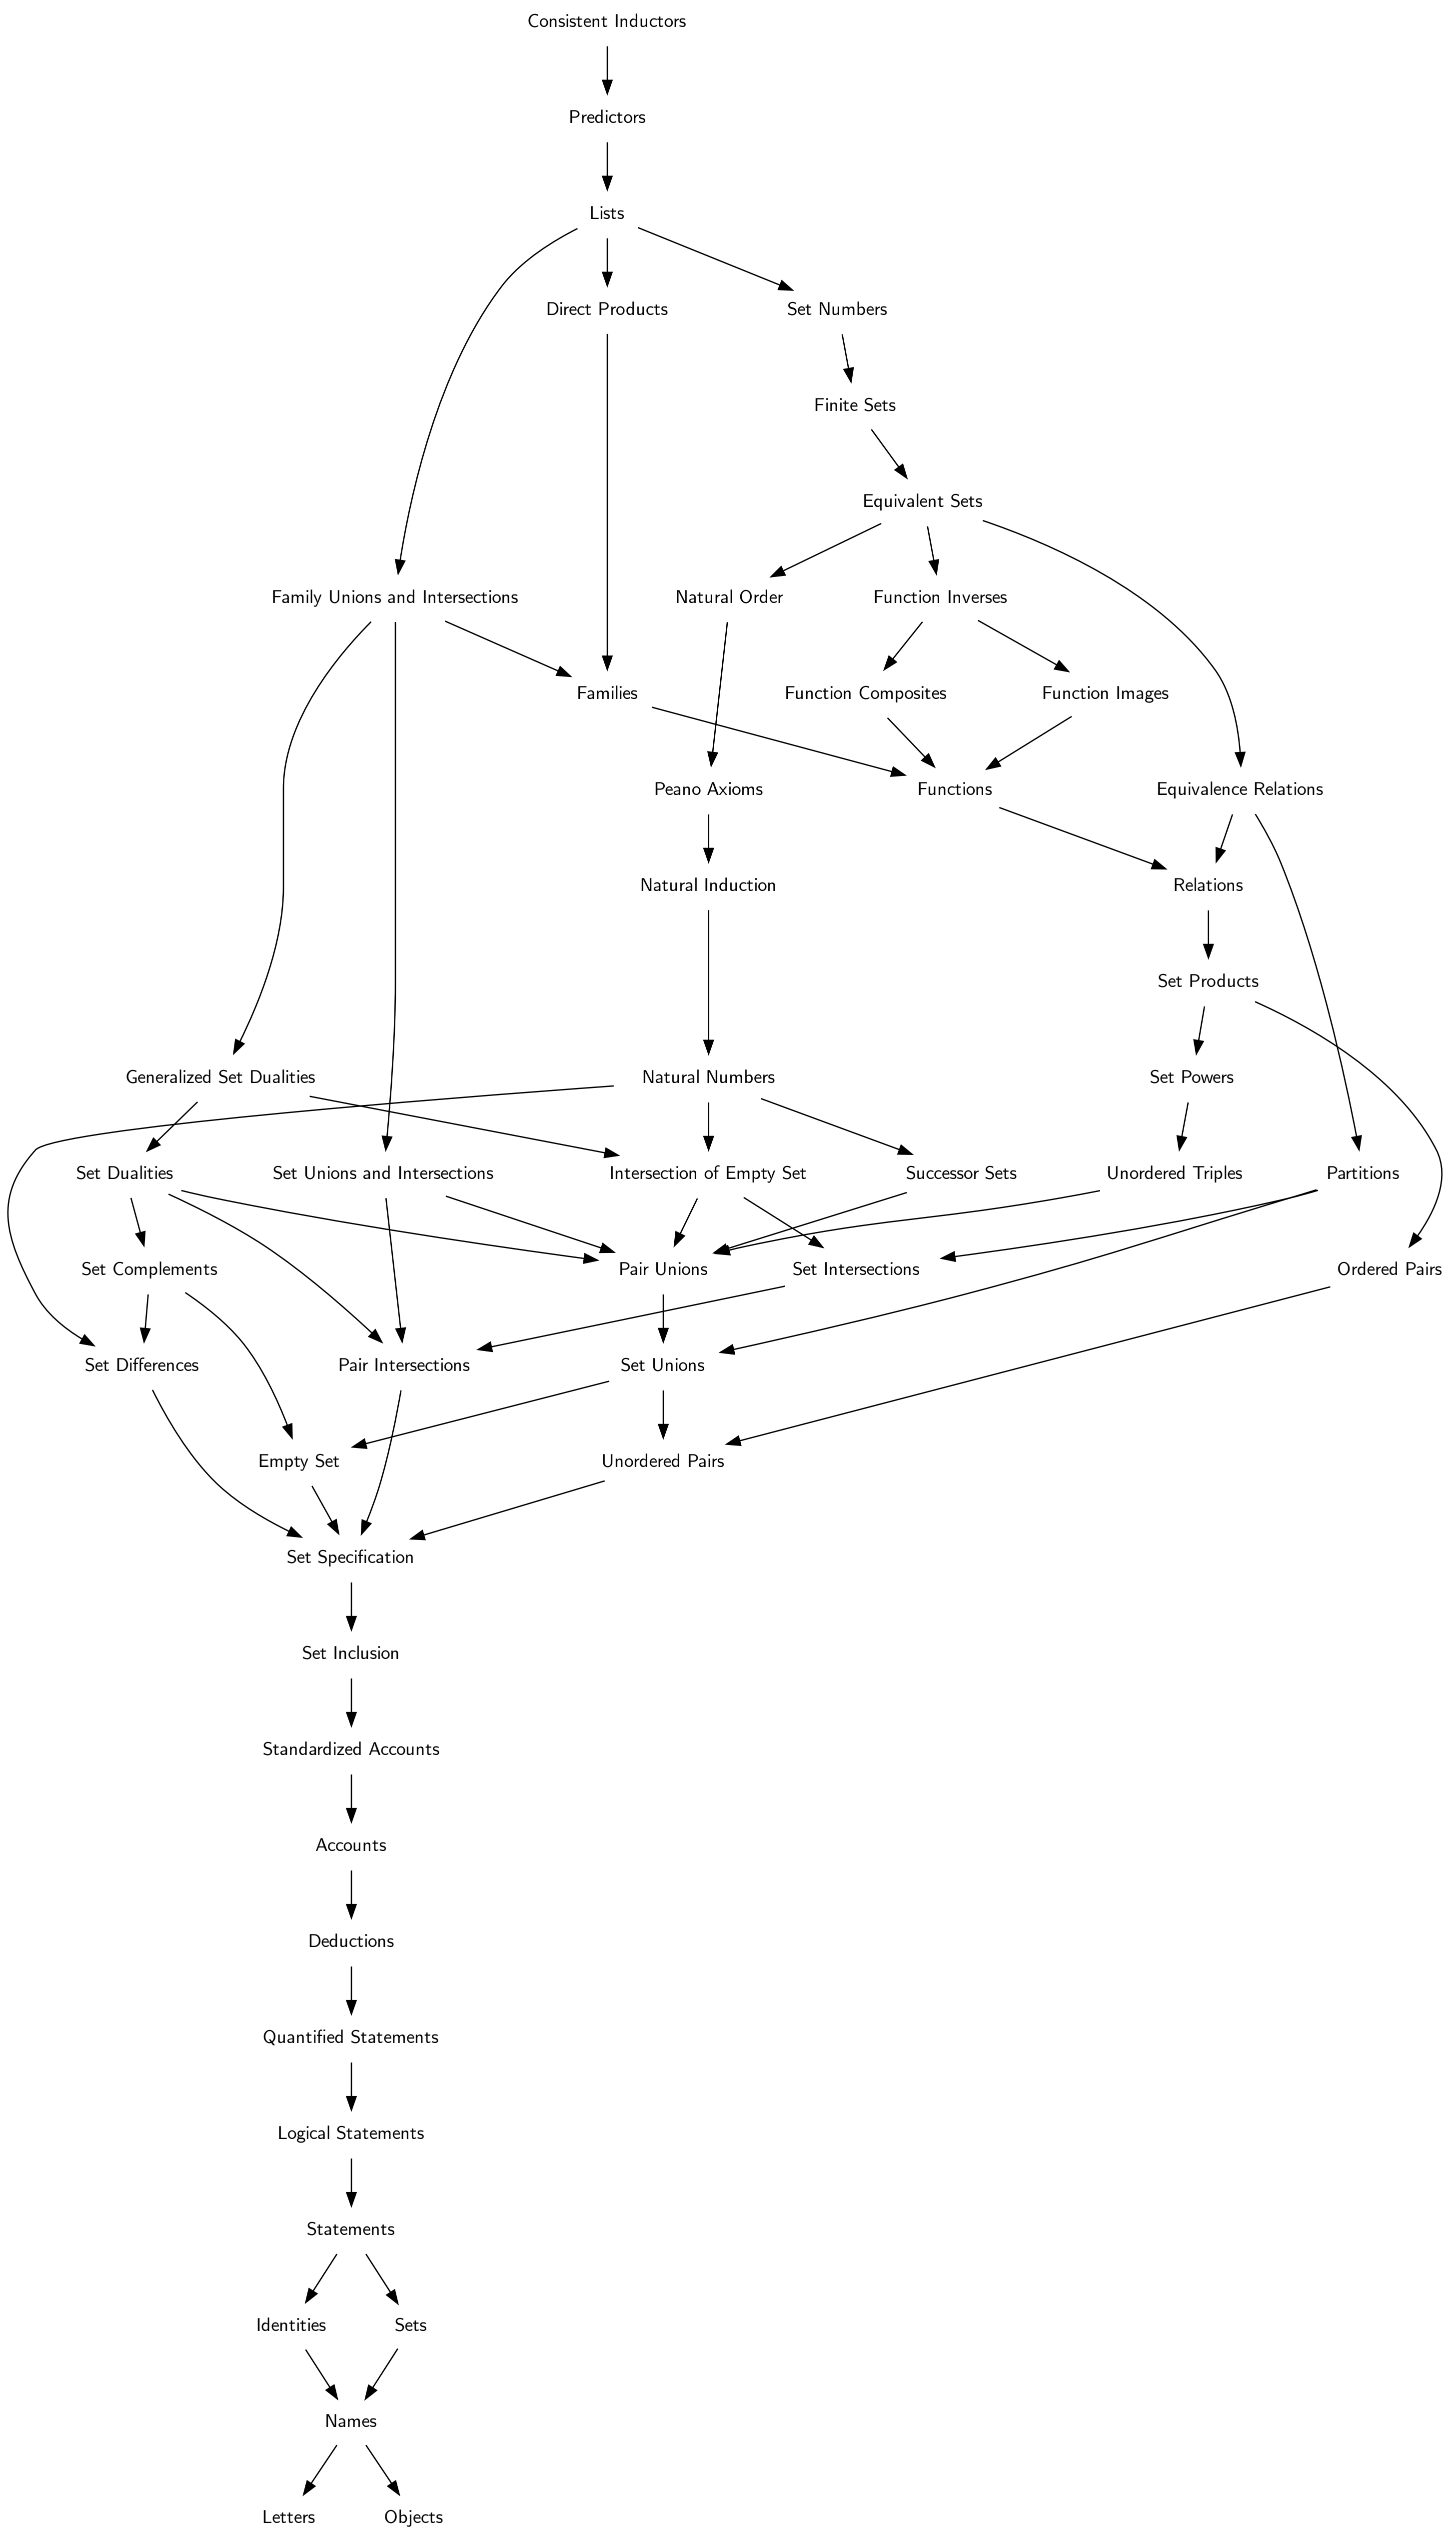 Consistent Inductors
Predictors
Lists
Direct Products
Set Numbers
Finite Sets
Equivalent Sets
Family Unions and Intersections
Natural Order
Function Inverses
Families
Function Composites
Function Images
Peano Axioms
Functions
Equivalence Relations
Natural Induction
Relations
Set Products
Generalized Set Dualities
Natural Numbers
Set Powers
Set Dualities
Set Unions and Intersections
Intersection of Empty Set
Successor Sets
Unordered Triples
Partitions
Set Complements
Pair Unions
Set Intersections
Ordered Pairs
Set Differences
Pair Intersections
Set Unions
Empty Set
Unordered Pairs
Set Specification
Set Inclusion
Standardized Accounts
Accounts
Deductions
Quantified Statements
Logical Statements
Statements
Identities
Sets
Names
Letters
Objects